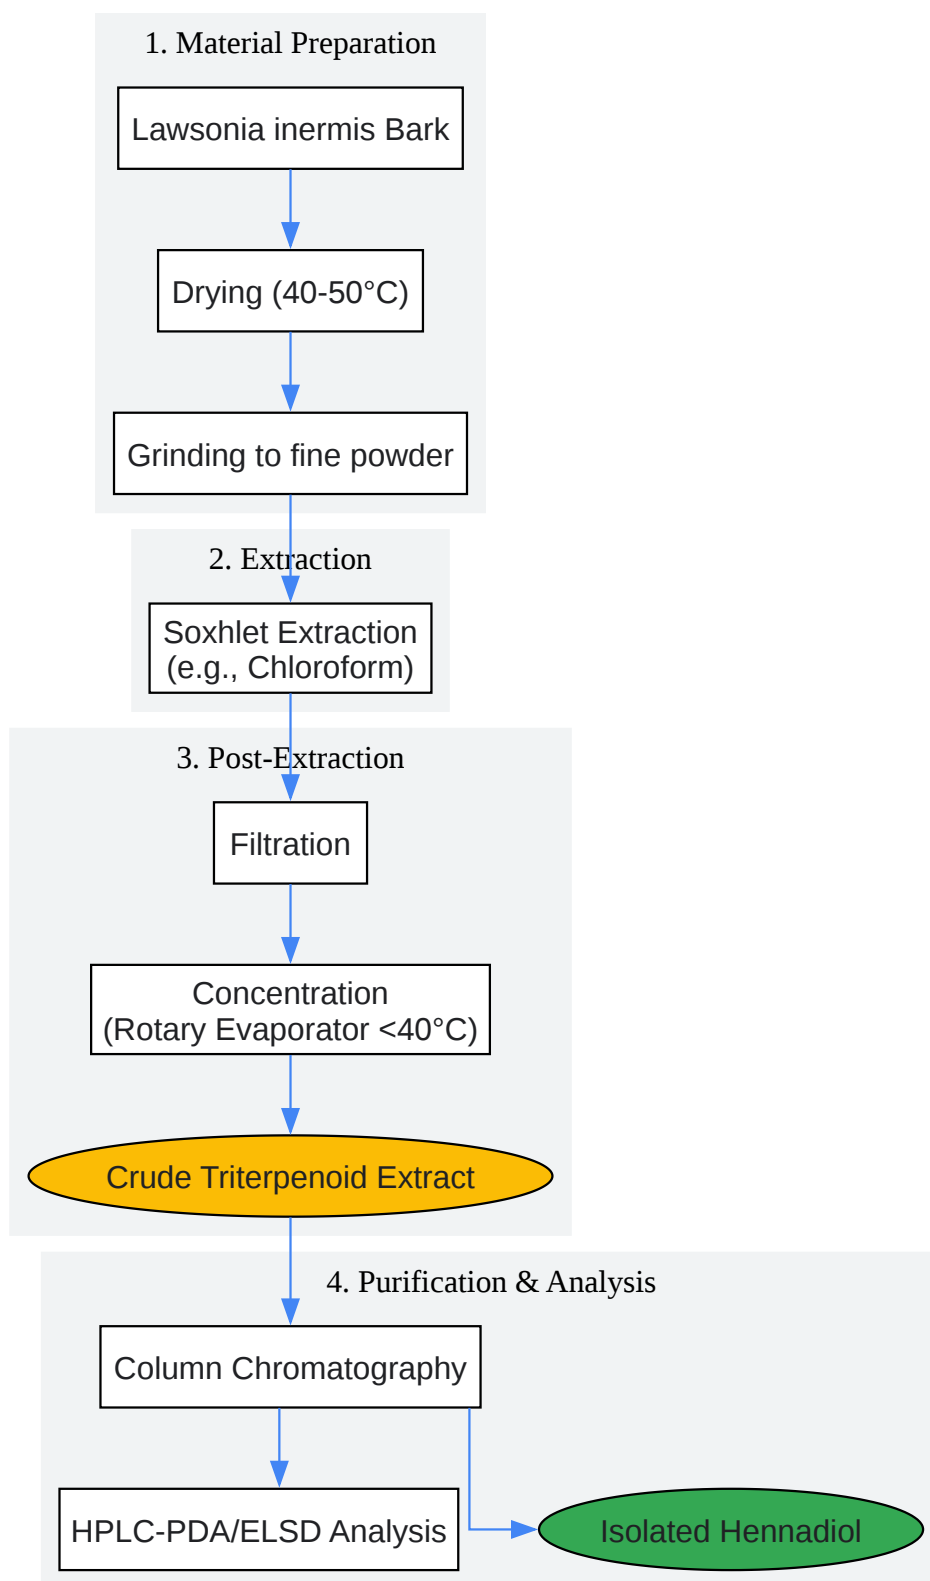 1. Material Preparation
Lawsonia inermis Bark
Drying (40-50°C)
Grinding to fine powder
2. Extraction
Soxhlet Extraction
(e.g., Chloroform)
3. Post-Extraction
Filtration
Concentration
(Rotary Evaporator <40°C)
Crude Triterpenoid Extract
4. Purification & Analysis
Column Chromatography
HPLC-PDA/ELSD Analysis
Isolated Hennadiol